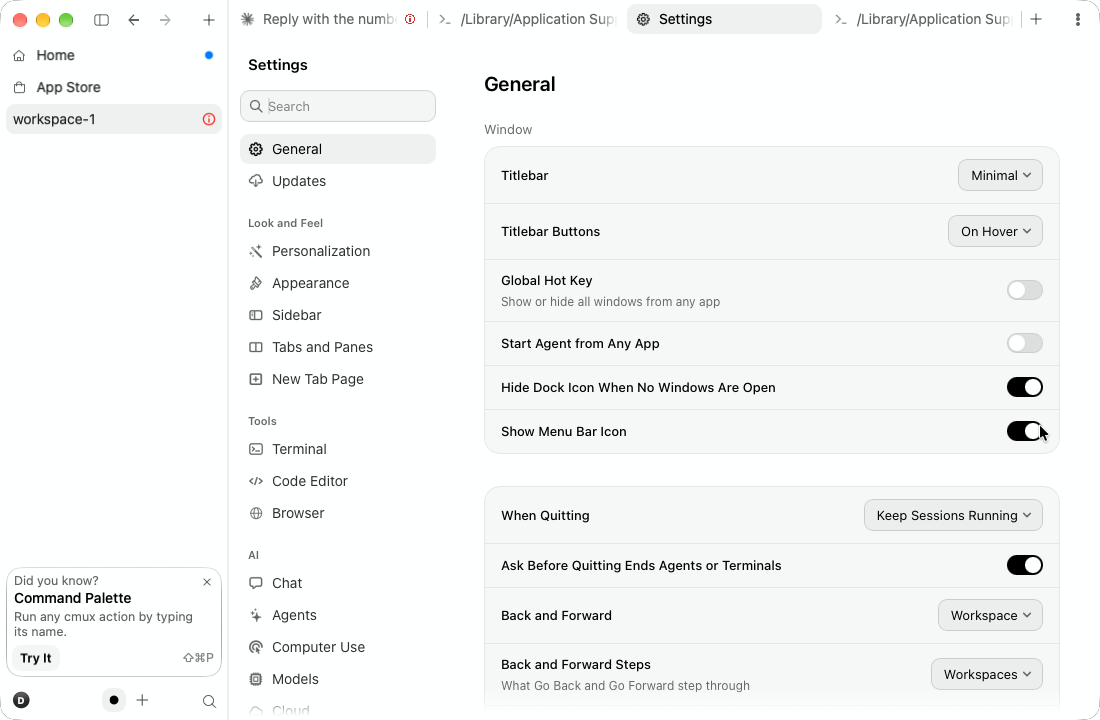 Reply with the numb
/Library/Application Sup
Settings
/Library/Application Sup
Home
App Store
workspace-1
Settings
Search
General
Updates
Look and Feel
Personalization
Appearance
Sidebar
Tabs and Panes
New Tab Page
Tools
Terminal
Code Editor
Browser
AI
Chat
Agents
Computer Use
Models
Cloud
General
Window
Titlebar
Minimal
Titlebar Buttons
On Hover
Global Hot Key
Show or hide all windows from any app
Start Agent from Any App
Hide Dock Icon When No Windows Are Open
Show Menu Bar Icon
When Quitting
Keep Sessions Running
Ask Before Quitting Ends Agents or Terminals
Back and Forward
Workspace
Back and Forward Steps
What Go Back and Go Forward step through
Workspaces
Did you know?
Command Palette
Run any cmux action by typing
its name.
Try It
⇧⌘P
D